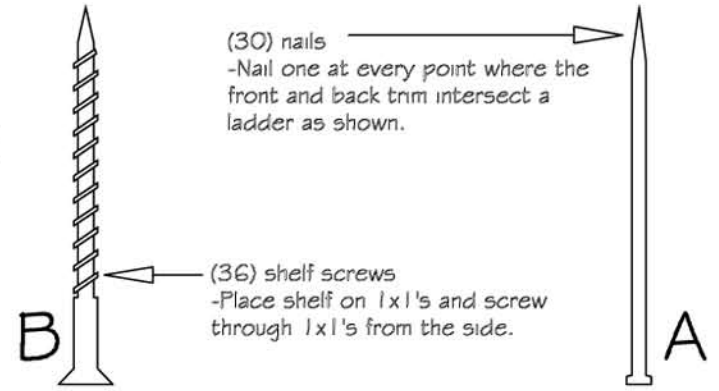 (30) nails
-Nail one at every point where the
front and back trim intersect a
ladder as shown.
(36) shelf screws
-Place shelf on 1x1's and screw
through 1x1's from the side.
B
A